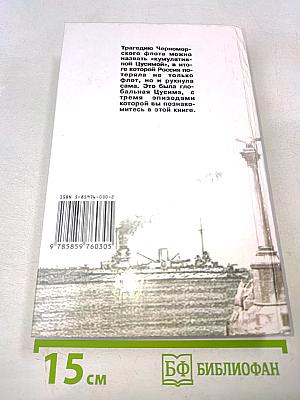 Трагедию Черномор-
ского флота можно
назвать «кумулятив-
ной Цусимой», в ито-
ге которой Россия по-
теряла не только
флот, но и рухнула
сама. Это была гло-
бальная Цусима, с
тремя эпизодами
которой вы познако-
митесь в этой книге.
ISBN 5-85976-030-2
9 785859 760305
15 см
БФ БИБЛИОФАН